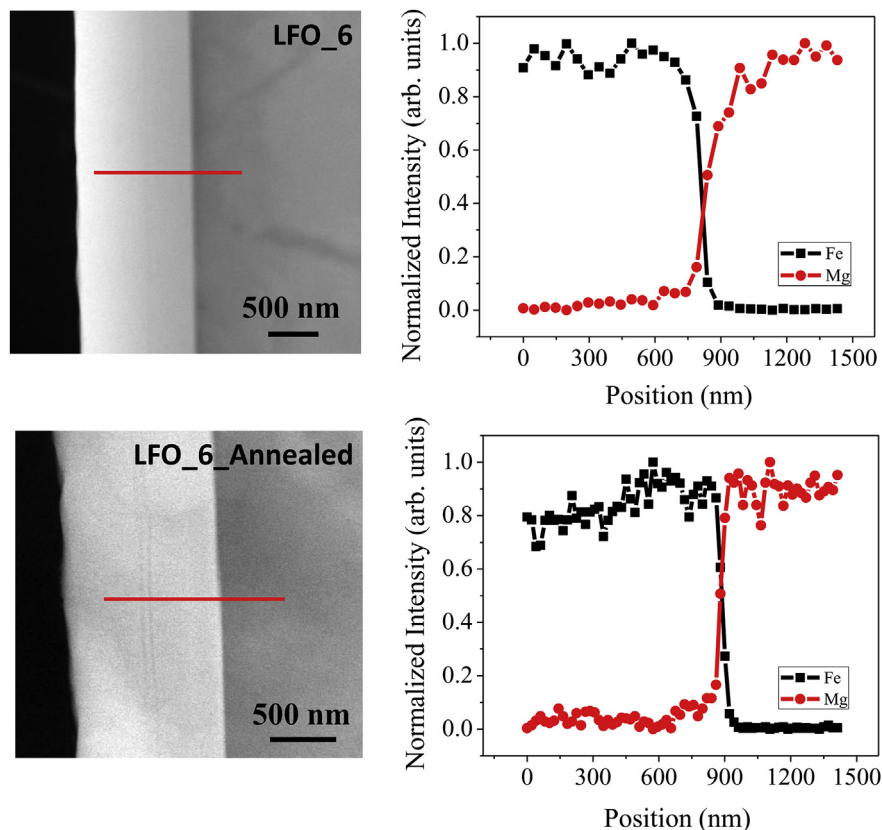 LFO_6
500 nm
Normalized Intensity (arb. units)
1.0
0.8
0.6
0.4
0.2
0.0
Fe
Mg
0 300 600 900 1200 1500
Position (nm)
LFO_6_Annealed
500 nm
Normalized Intensity (arb. units)
1.0
0.8
0.6
0.4
0.2
0.0
Fe
Mg
0 300 600 900 1200 1500
Position (nm)